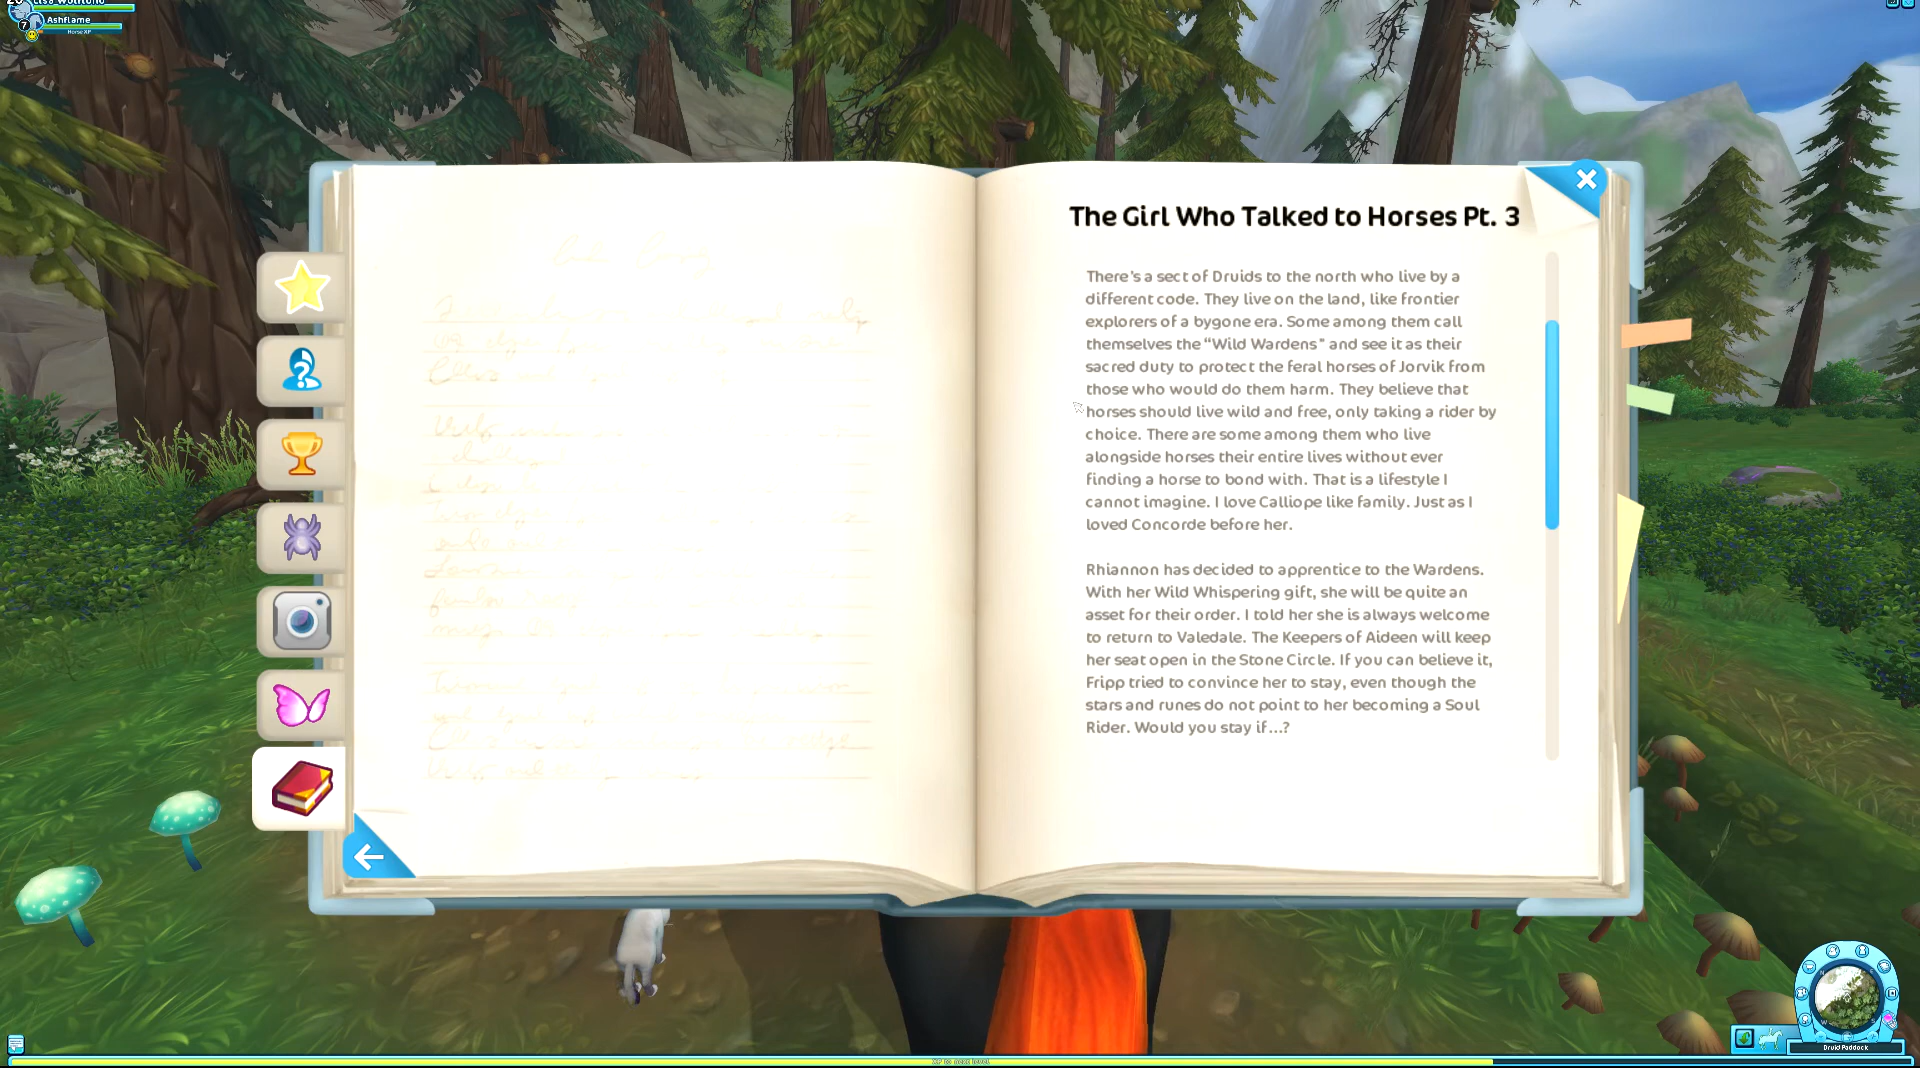 Ashflame
7
Horse XP
The Girl Who Talked to Horses Pt. 3
There's a sect of Druids to the north who live by a
different code. They live on the land, like frontier
explorers of a bygone era. Some among them call
themselves the “Wild Wardens” and see it as their
sacred duty to protect the feral horses of Jorvik from
those who would do them harm. They believe that
horses should live wild and free, only taking a rider by
choice. There are some among them who live
alongside horses their entire lives without ever
finding a horse to bond with. That is a lifestyle I
cannot imagine. I love Calliope like family. Just as I
loved Concorde before her.
Rhiannon has decided to apprentice to the Wardens.
With her Wild Whispering gift, she will be quite an
asset for their order. I told her she is always welcome
to return to Valedale. The Keepers of Aideen will keep
her seat open in the Stone Circle. If you can believe it,
Fripp tried to convince her to stay, even though the
stars and runes do not point to her becoming a Soul
Rider. Would you stay if...?
Druid Paddock
XP to next level